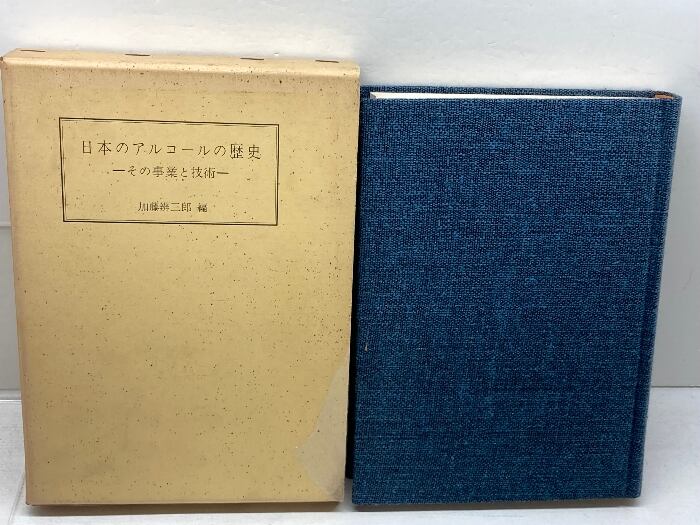 日本のアルコールの歴史
―その事業と技術―
加藤辨三郎 編